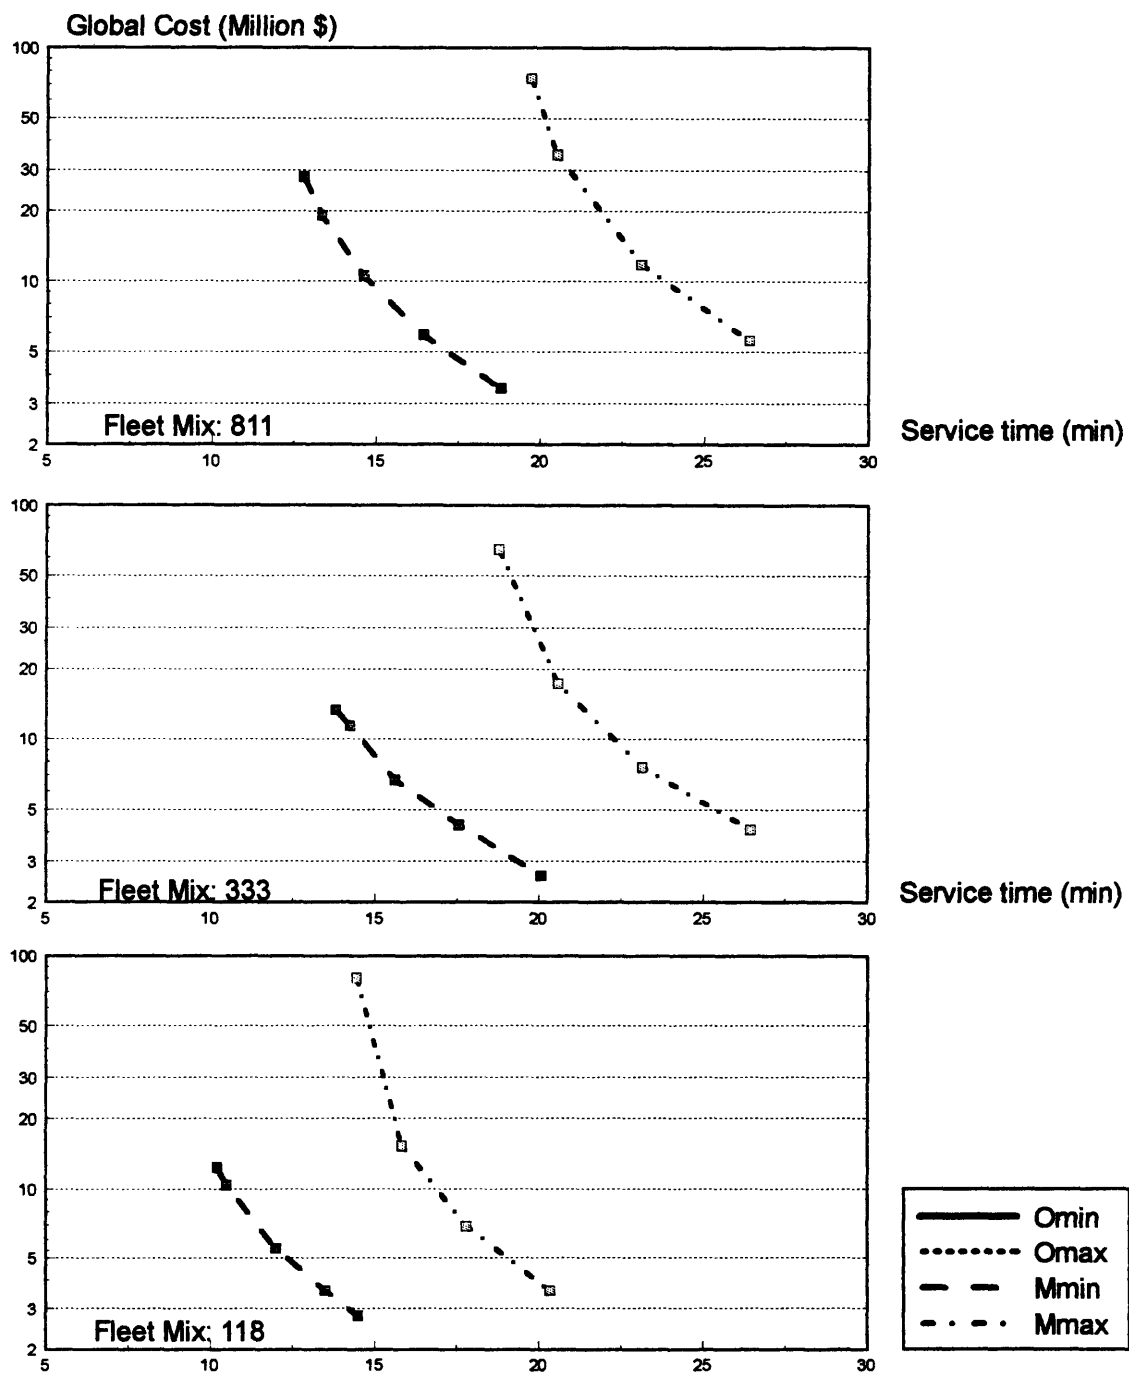 Global Cost (Million $)
100
50
30
20
10
5
3
2
Fleet Mix: 811
5 10 15 20 25 30
Service time (min)
100
50
30
20
10
5
3
2
Fleet Mix: 333
5 10 15 20 25 30
Service time (min)
100
50
30
20
10
5
3
2
Fleet Mix: 118
5 10 15 20 25 30
Omin
Omax
Mmin
Mmax